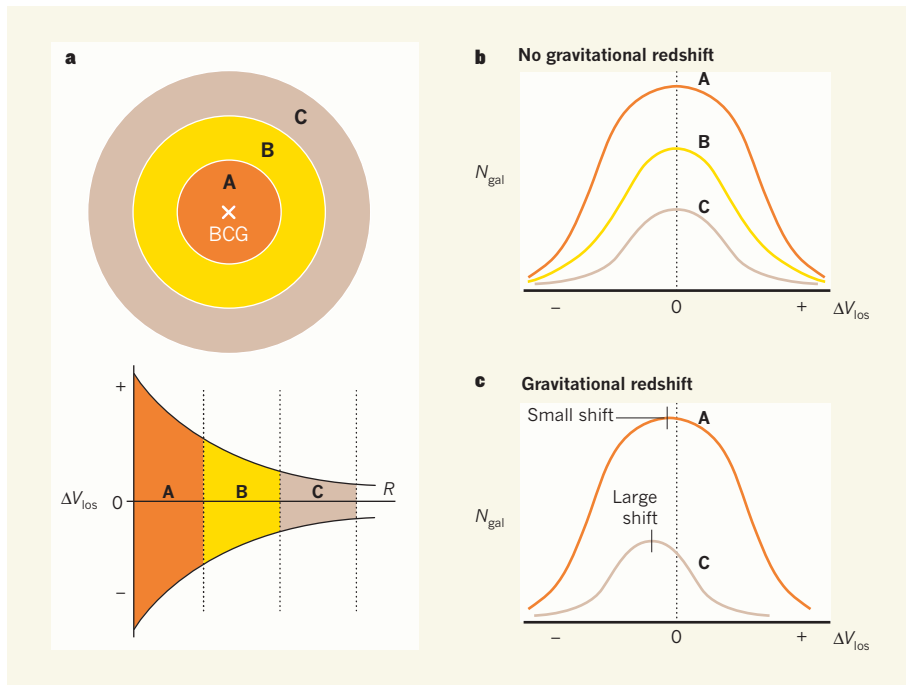 a
C
B
A
BCG
+
ΔVlos
0
A
B
C
R
–
b No gravitational redshift
A
B
C
Ngal
– 0 + ΔVlos
c Gravitational redshift
Small shift
A
Large
shift
C
Ngal
– 0 + ΔVlos